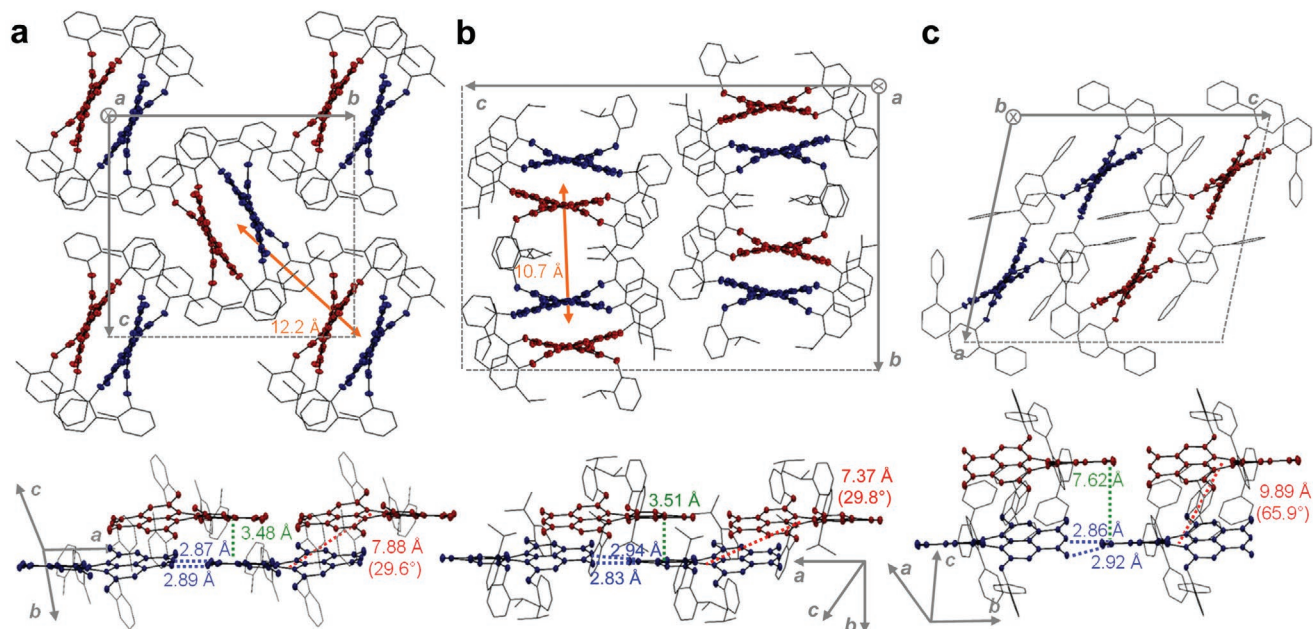 a
a
b
c
12.2 Å
c
a
2.87 Å
2.89 Å
b
3.48 Å
7.88 Å
(29.6°)
b
c
a
10.7 Å
b
3.51 Å
2.94 Å
2.83 Å
7.37 Å
(29.8°)
a
c
b
c
b
c
a
7.62 Å
2.86 Å
2.92 Å
9.89 Å
(65.9°)
a
c
b